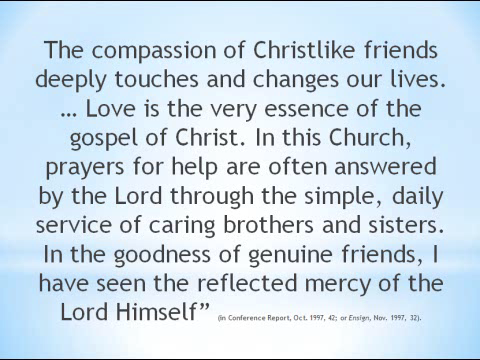 The compassion of Christlike friends
deeply touches and changes our lives.
… Love is the very essence of the
gospel of Christ. In this Church,
prayers for help are often answered
by the Lord through the simple, daily
service of caring brothers and sisters.
In the goodness of genuine friends, I
have seen the reflected mercy of the
Lord Himself” (in Conference Report, Oct. 1997, 42; or Ensign, Nov. 1997, 32).